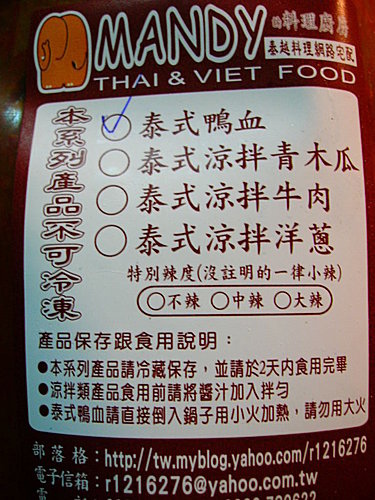 MANDY的料理廚房
泰越料理網路宅配
THAI & VIET FOOD
本系列產品不可冷凍
泰式鴨血
泰式涼拌青木瓜
泰式涼拌牛肉
泰式涼拌洋蔥
特別辣度(沒註明的一律小辣)
不辣 中辣 大辣
產品保存跟食用說明：
●本系列產品請冷藏保存，並請於2天內食用完畢
●涼拌類產品食用前請將醬汁加入拌勻
●泰式鴨血請直接倒入鍋子用小火加熱，請勿用大火
部落格：http://tw.myblog.yahoo.com/r1216276
電子信箱：r1216276@yahoo.com.tw